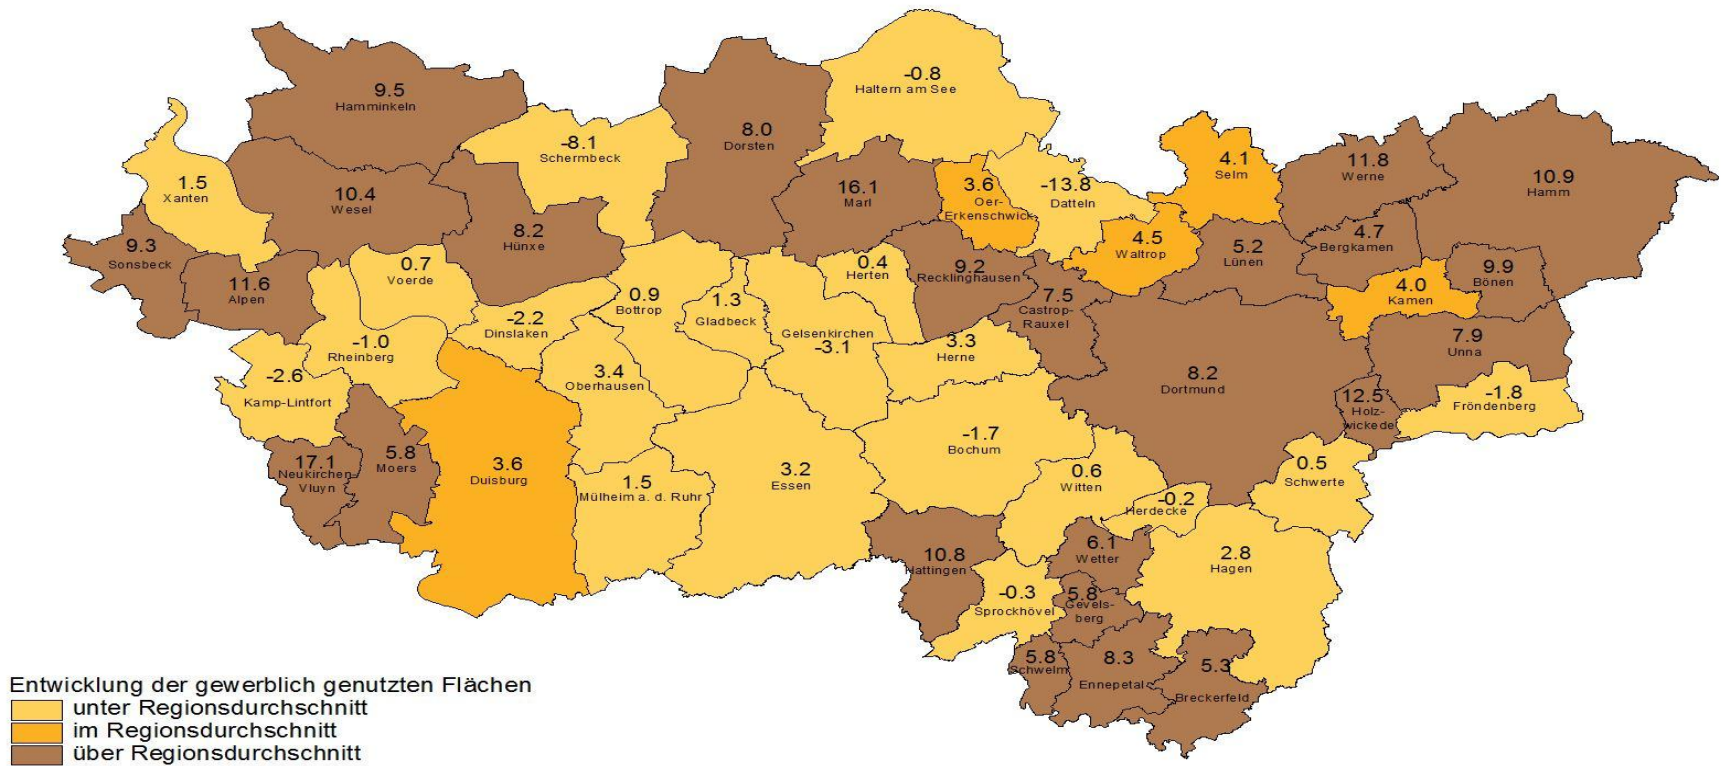 -0.8
Haltern am See
9.5
Hamminkeln
8.0
Dorsten
-8.1
Schermbeck
4.1
Selm
11.8
Werne
10.9
Hamm
1.5
Xanten
10.4
Wesel
16.1
Marl
3.6
Oer-
Erkenschwick
-13.8
Datteln
8.2
Hünxe
9.3
Sonsbeck
4.5
Waltrop
5.2
Lünen
4.7
Bergkamen
11.6
Alpen
0.7
Voerde
0.4
Herten
9.2
Recklinghausen
9.9
Bönen
4.0
Kamen
0.9
Bottrop
1.3
Gladbeck
7.5
Castrop-
Rauxel
-2.2
Dinslaken
Gelsenkirchen
-3.1
-1.0
Rheinberg
3.3
Herne
7.9
Unna
-2.6
Kamp-Lintfort
3.4
Oberhausen
8.2
Dortmund
12.5
Holz-
wickede
-1.8
Fröndenberg
17.1
Neukirchen-
Vluyn
5.8
Moers
3.6
Duisburg
1.5
Mülheim a. d. Ruhr
3.2
Essen
-1.7
Bochum
0.6
Witten
-0.2
Herdecke
0.5
Schwerte
10.8
Hattingen
6.1
Wetter
2.8
Hagen
-0.3
Sprockhövel
5.8
Gevels-
berg
5.8
Schwelm
8.3
Ennepetal
5.3
Breckerfeld
Entwicklung der gewerblich genutzten Flächen
unter Regionsdurchschnitt
im Regionsdurchschnitt
über Regionsdurchschnitt